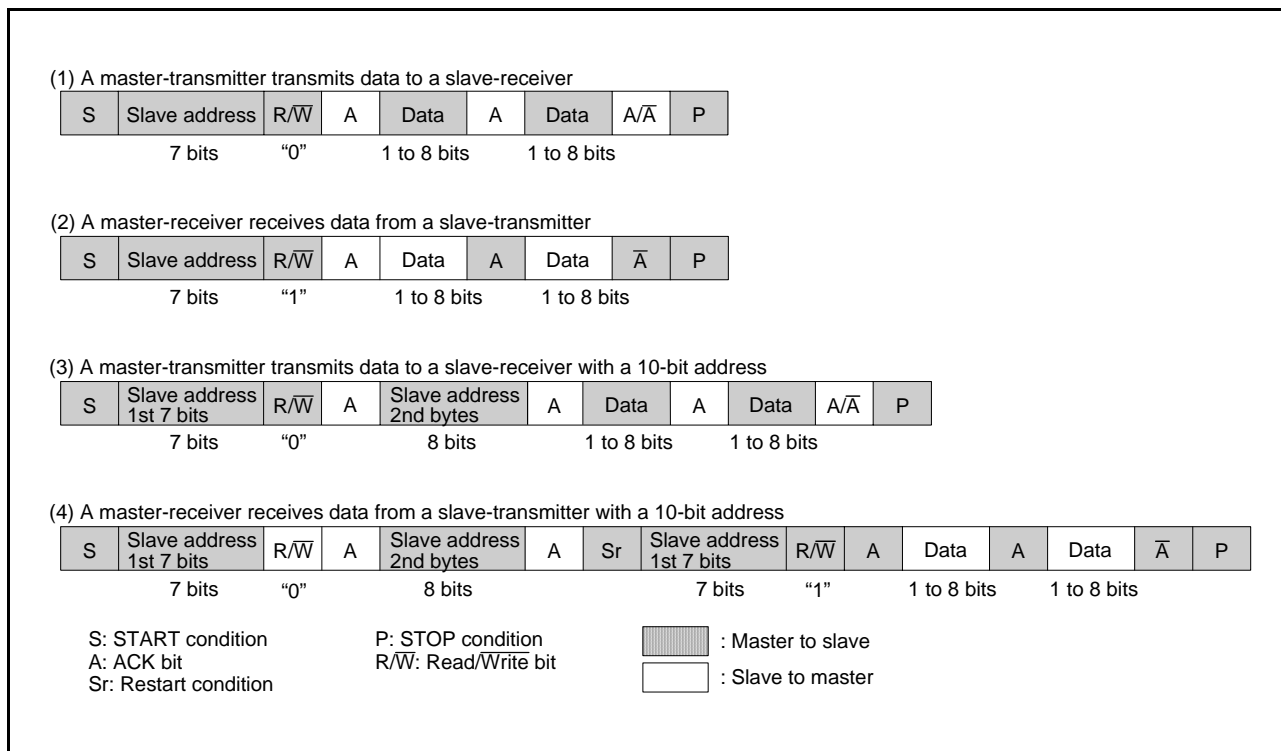 (1) A master-transmitter transmits data to a slave-receiver
S Slave address R/W̅ A Data A Data A/A̅ P
7 bits “0” 1 to 8 bits 1 to 8 bits
(2) A master-receiver receives data from a slave-transmitter
S Slave address R/W̅ A Data A Data A̅ P
7 bits “1” 1 to 8 bits 1 to 8 bits
(3) A master-transmitter transmits data to a slave-receiver with a 10-bit address
S Slave address 1st 7 bits R/W̅ A Slave address 2nd bytes A Data A Data A/A̅ P
7 bits “0” 8 bits 1 to 8 bits 1 to 8 bits
(4) A master-receiver receives data from a slave-transmitter with a 10-bit address
S Slave address 1st 7 bits R/W̅ A Slave address 2nd bytes A Sr Slave address 1st 7 bits R/W̅ A Data A Data A̅ P
7 bits “0” 8 bits 7 bits “1” 1 to 8 bits 1 to 8 bits
S: START condition
A: ACK bit
Sr: Restart condition
P: STOP condition
R/W̅: Read/W̅r̅i̅t̅e̅ bit
: Master to slave
: Slave to master